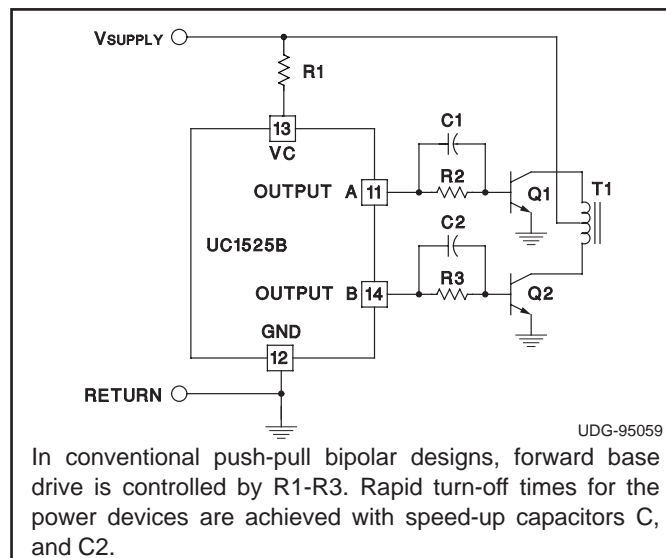 VSUPPLY
R1
13
VC
C1
OUTPUT A 11
R2
Q1
T1
UC1525B
C2
OUTPUT B 14
R3
Q2
GND
12
RETURN
UDG-95059
In conventional push-pull bipolar designs, forward base
drive is controlled by R1-R3. Rapid turn-off times for the
power devices are achieved with speed-up capacitors C,
and C2.